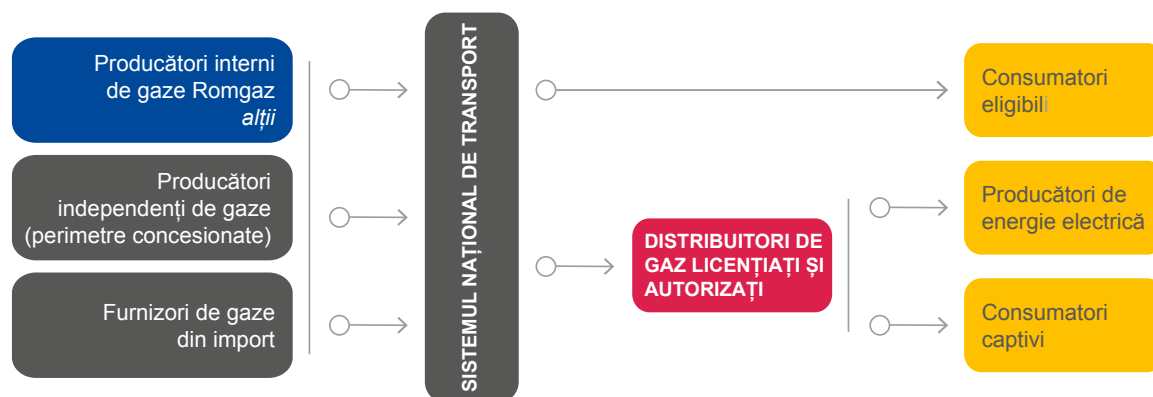 Producători interni
de gaze Romgaz
alții
Producători
independenți de gaze
(perimetre concesionate)
Furnizori de gaze
din import
SISTEMUL NAȚIONAL DE TRANSPORT
DISTRIBUITORI DE
GAZ LICENȚIAȚI ȘI
AUTORIZAȚI
Consumatori
eligibili
Producători de
energie electrică
Consumatori
captivi